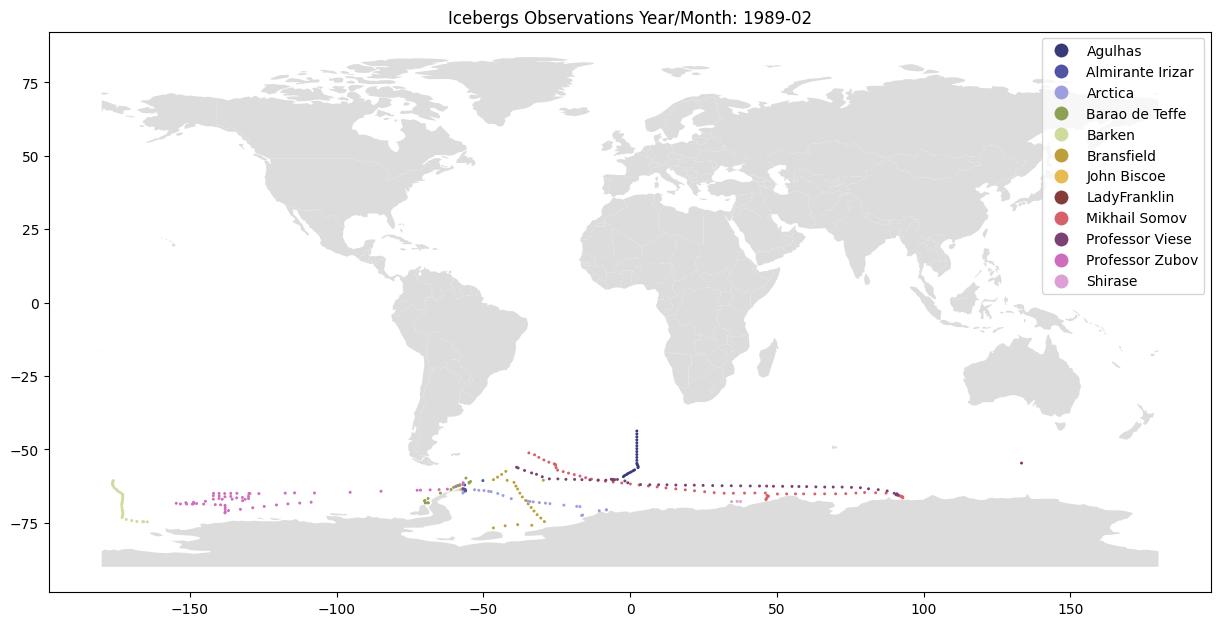 Icebergs Observations Year/Month: 1989-02
Agulhas
Almirante Irizar
Arctica
Barao de Teffe
Barken
Bransfield
John Biscoe
LadyFranklin
Mikhail Somov
Professor Viese
Professor Zubov
Shirase
75
50
25
0
−25
−50
−75
−150
−100
−50
0
50
100
150